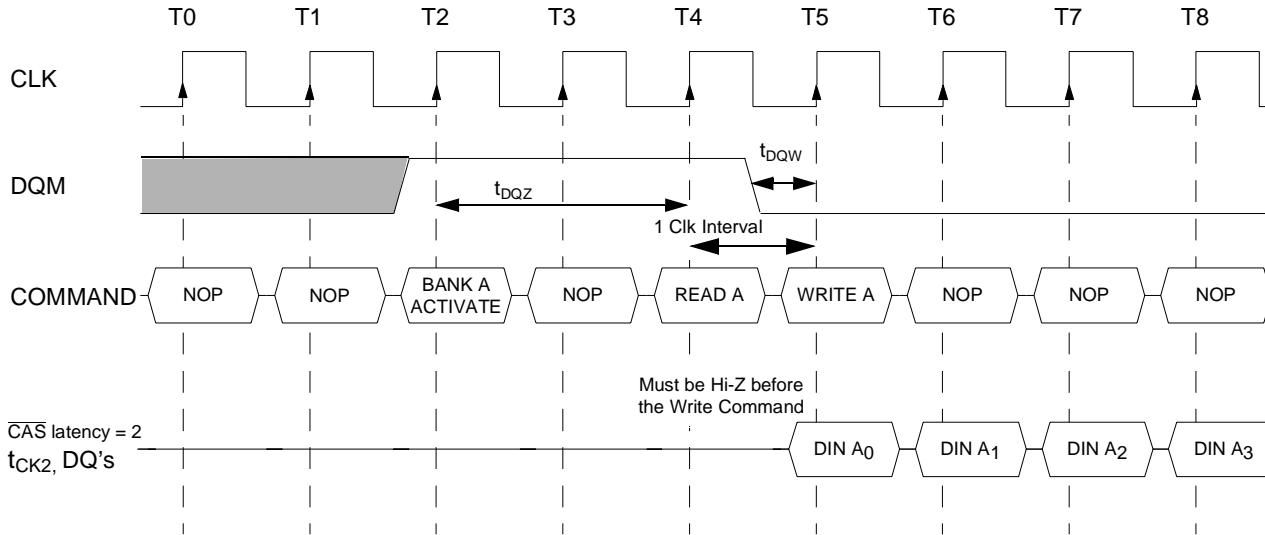 T0 T1 T2 T3 T4 T5 T6 T7 T8
CLK
DQM
tDQZ
tDQW
1 Clk Interval
COMMAND NOP NOP BANK A ACTIVATE NOP READ A WRITE A NOP NOP NOP
Must be Hi-Z before
the Write Command
CAS latency = 2
tCK2, DQ's DIN A0 DIN A1 DIN A2 DIN A3